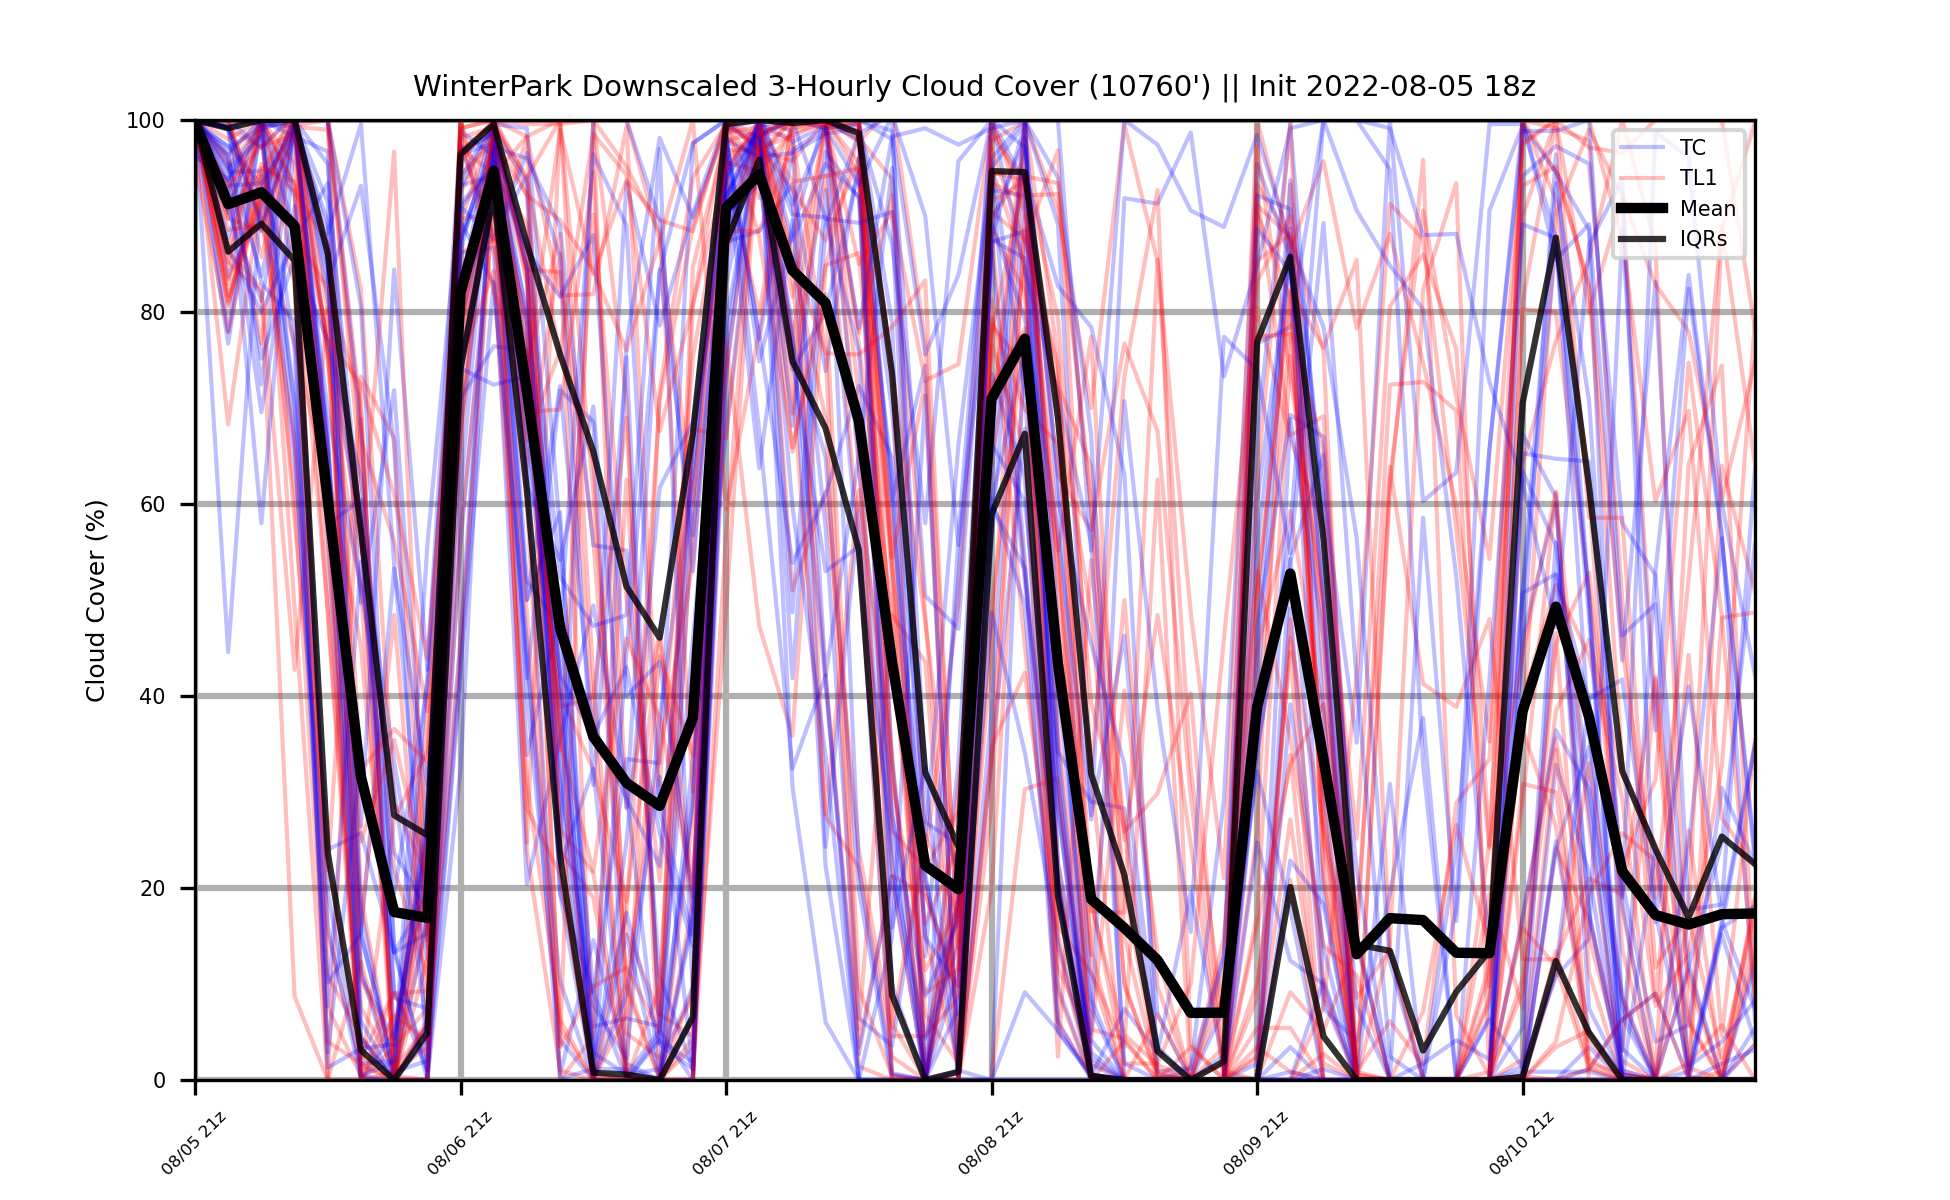 WinterPark Downscaled 3-Hourly Cloud Cover (10760') || Init 2022-08-05 18z
TC
TL1
Mean
IQRs
Cloud Cover (%)
100
80
60
40
20
0
08/05 21z
08/06 21z
08/07 21z
08/08 21z
08/09 21z
08/10 21z